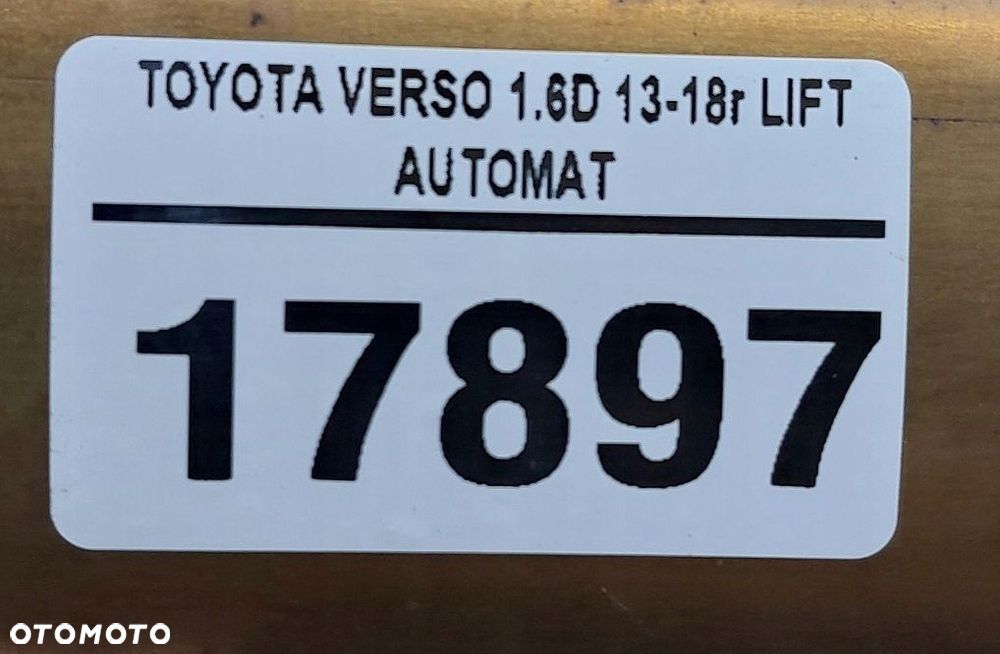 TOYOTA VERSO 1.6D 13-18r LIFT
AUTOMAT
17897
OTOMOTO